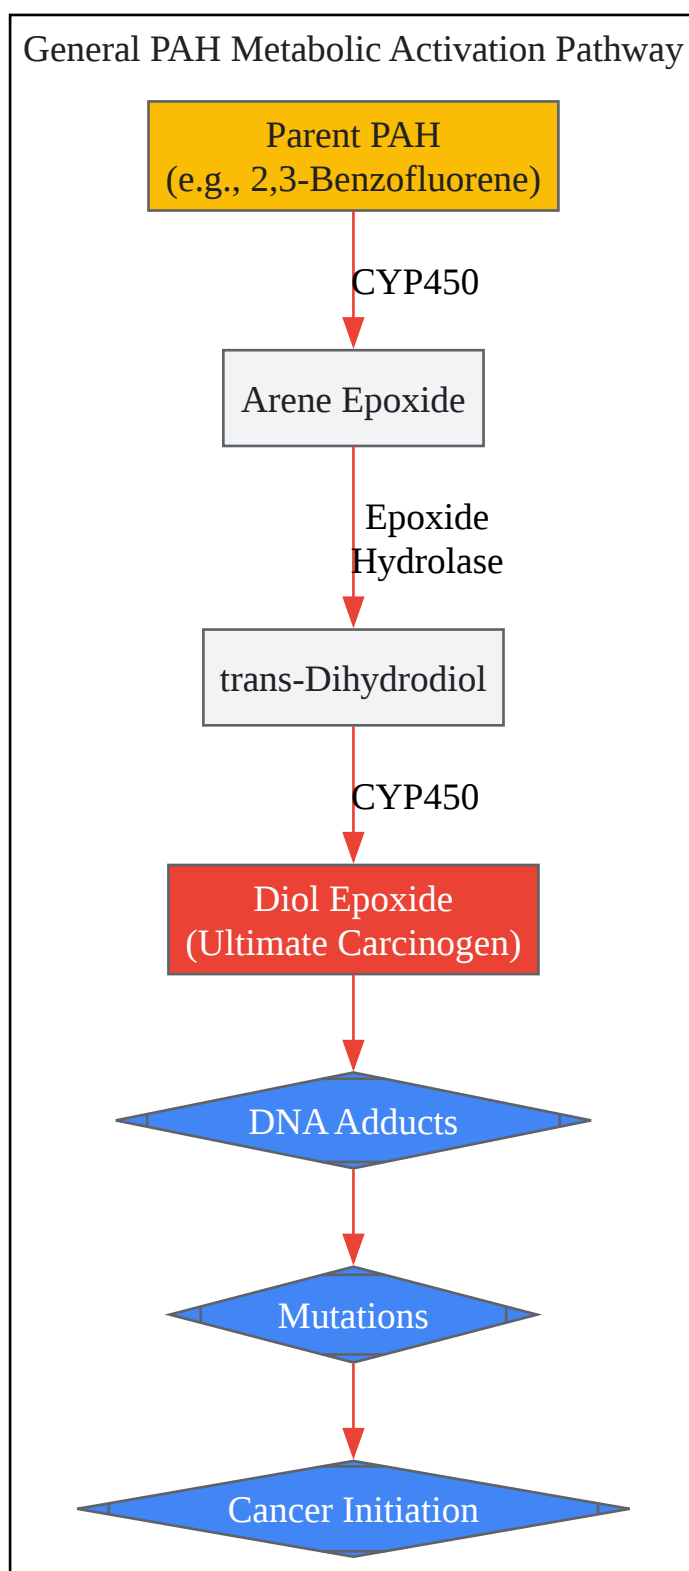 General PAH Metabolic Activation Pathway
Parent PAH
(e.g., 2,3-Benzofluorene)
CYP450
Arene Epoxide
Epoxide
Hydrolase
trans-Dihydrodiol
CYP450
Diol Epoxide
(Ultimate Carcinogen)
DNA Adducts
Mutations
Cancer Initiation